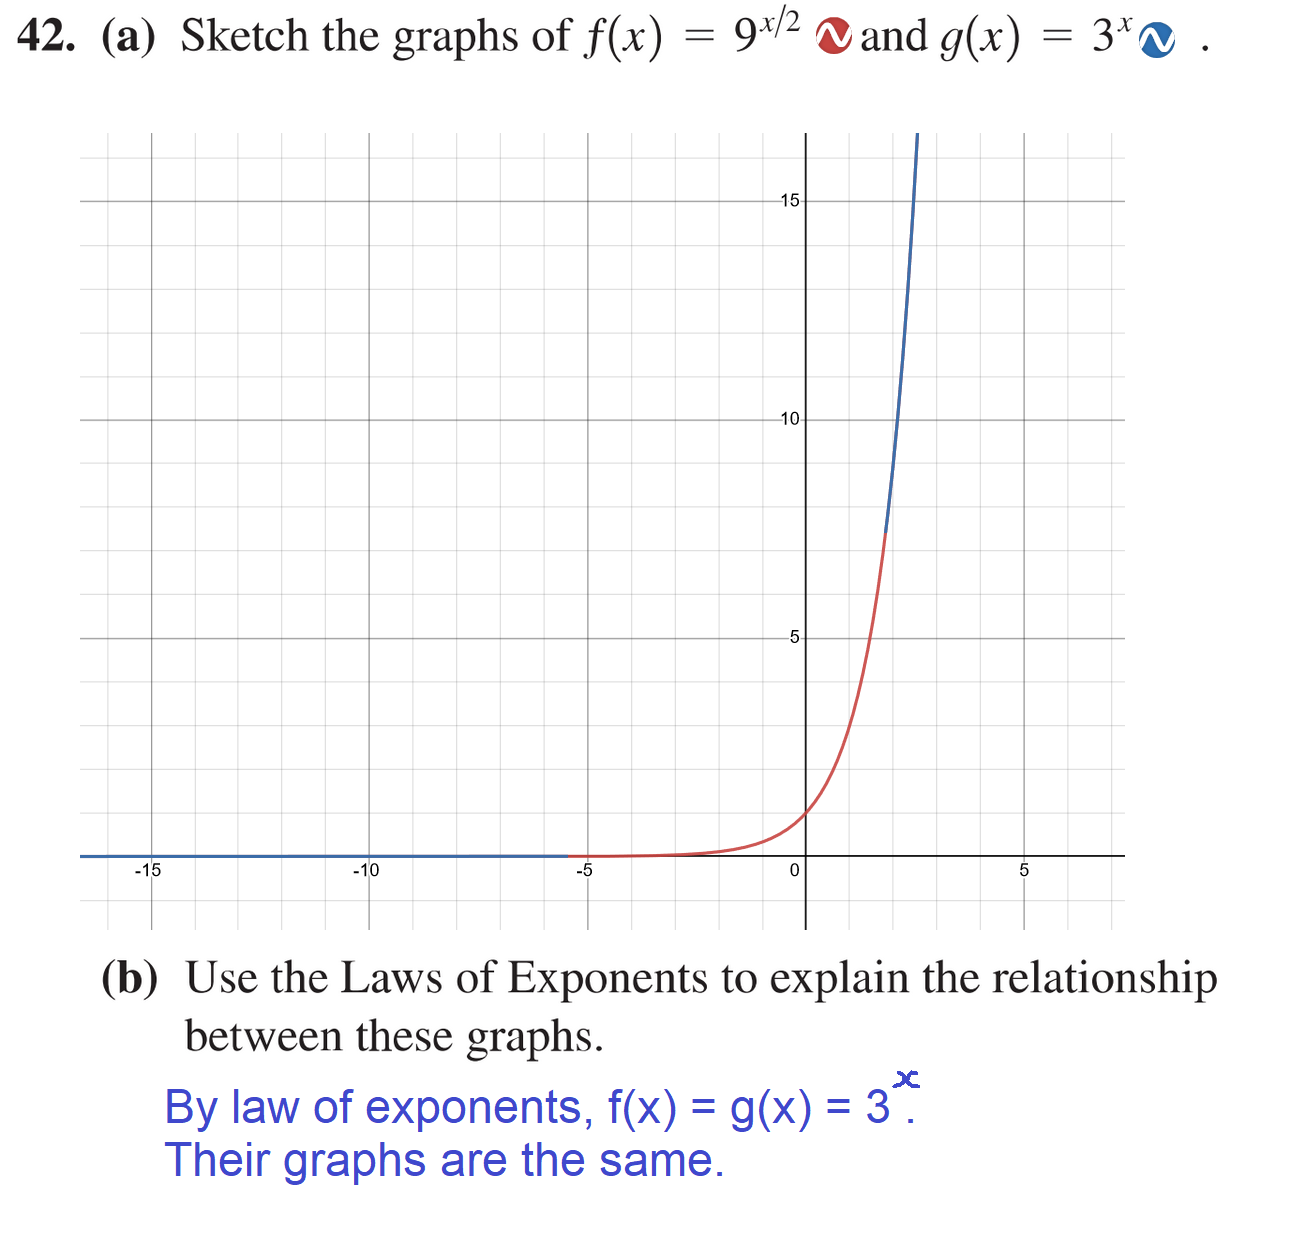 42. (a) Sketch the graphs of f(x) = 9^{x/2} and g(x) = 3^x .
15
10
5
-15 -10 -5 0 5
(b) Use the Laws of Exponents to explain the relationship
between these graphs.
By law of exponents, f(x) = g(x) = 3^x.
Their graphs are the same.